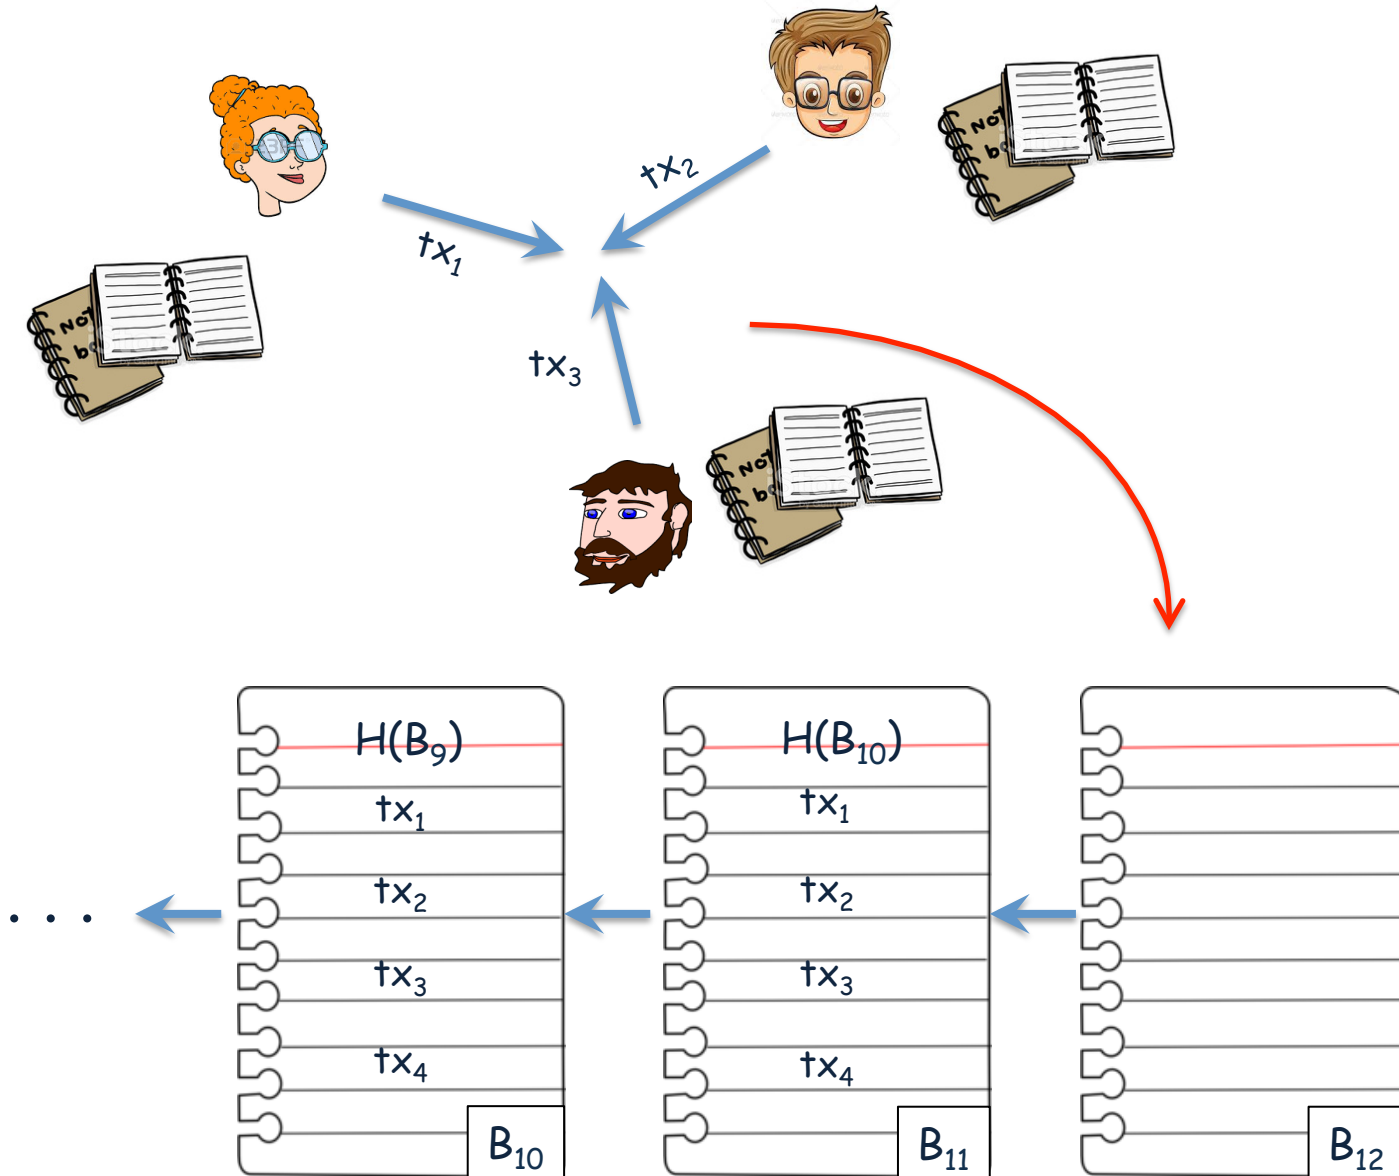 tx₂
tx₁
tx₃
H(B₉)
tx₁
tx₂
tx₃
tx₄
B₁₀
H(B₁₀)
tx₁
tx₂
tx₃
tx₄
B₁₁
B₁₂
. . .